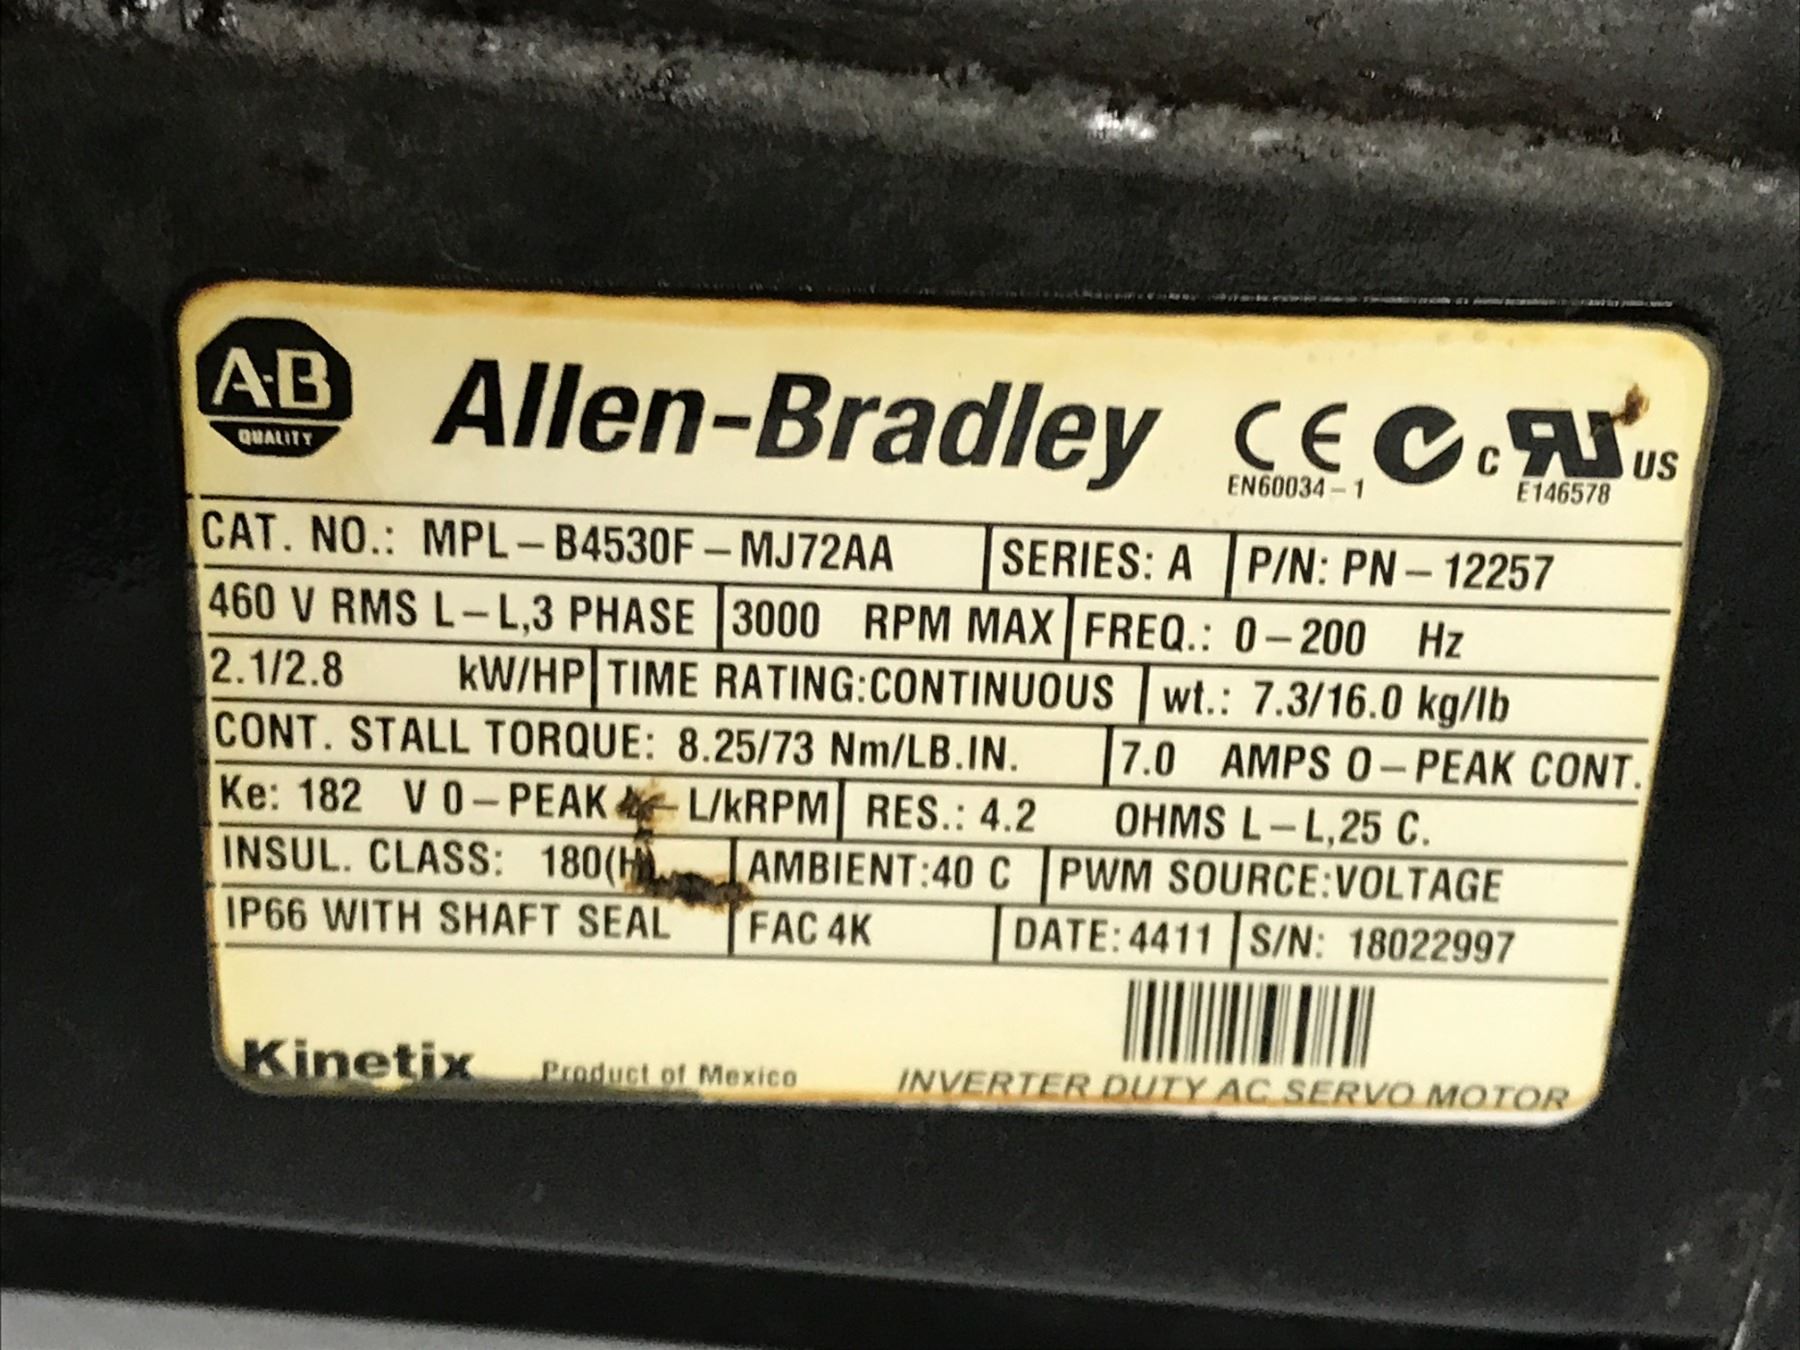 A-B
QUALITY
Allen-Bradley
CE
EN60034-1
C
US
E146578
CAT. NO.: MPL-B4530F-MJ72AA SERIES: A P/N: PN-12257
460 V RMS L-L,3 PHASE 3000 RPM MAX FREQ.: 0-200 Hz
2.1/2.8 kW/HP TIME RATING:CONTINUOUS wt.: 7.3/16.0 kg/lb
CONT. STALL TORQUE: 8.25/73 Nm/LB.IN. 7.0 AMPS 0-PEAK CONT.
Ke: 182 V 0-PEAK L-L/kRPM RES.: 4.2 OHMS L-L,25 C.
INSUL. CLASS: 180(H) AMBIENT:40 C PWM SOURCE:VOLTAGE
IP66 WITH SHAFT SEAL FAC 4K DATE: 4411 S/N: 18022997
Kinetix Product of Mexico INVERTER DUTY AC SERVO MOTOR